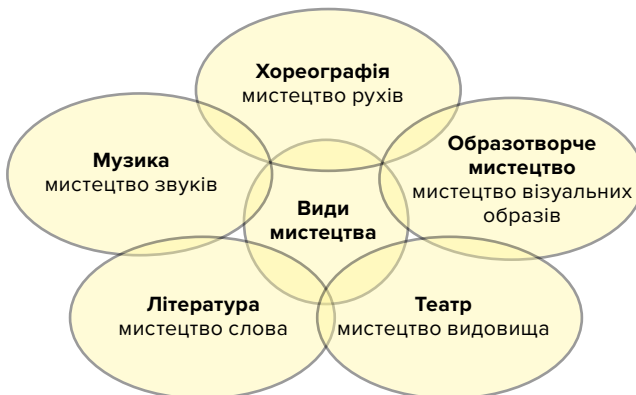 Хореографія
мистецтво рухів
Музика
мистецтво звуків
Образотворче
мистецтво
мистецтво візуальних
образів
Види
мистецтва
Література
мистецтво слова
Театр
мистецтво видовища